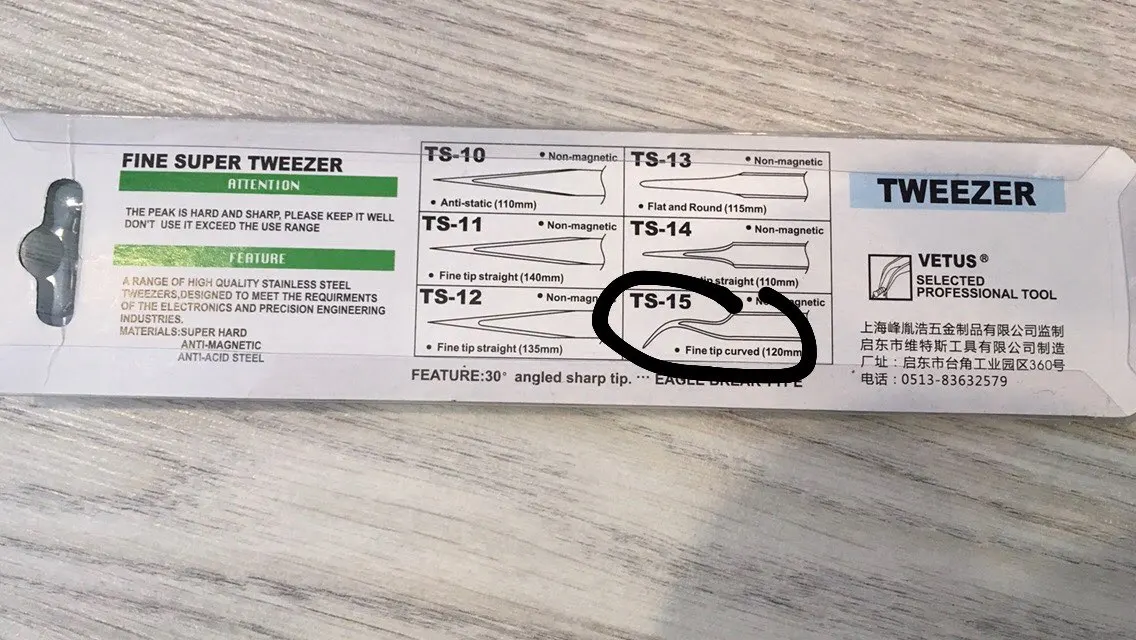 FINE SUPER TWEEZER
ATTENTION
THE PEAK IS HARD AND SHARP, PLEASE KEEP IT WELL
DON'T USE IT EXCEED THE USE RANGE
FEATURE
A RANGE OF HIGH QUALITY STAINLESS STEEL
TWEEZERS,DESIGNED TO MEET THE REQUIRMENTS
OF THE ELECTRONICS AND PRECISION ENGINEERING
INDUSTRIES.
MATERIALS:SUPER HARD
ANTI-MAGNETIC
ANTI-ACID STEEL
TS-10 • Non-magnetic
• Anti-static (110mm)
TS-11 • Non-magnetic
• Fine tip straight (140mm)
TS-12 • Non-magn
• Fine tip straight (135mm)
TS-13 • Non-magnetic
• Flat and Round (115mm)
TS-14 • Non-magnetic
tip straight (110mm)
TS-15 • Non-magnetic
• Fine tip curved (120mm
FEATURE:30° angled sharp tip. ··· EAGLE BREAK TYPE
TWEEZER
VETUS ®
SELECTED
PROFESSIONAL TOOL
上海峰胤浩五金制品有限公司监制
启东市维特斯工具有限公司制造
厂址：启东市台角工业园区360号
电话：0513-83632579